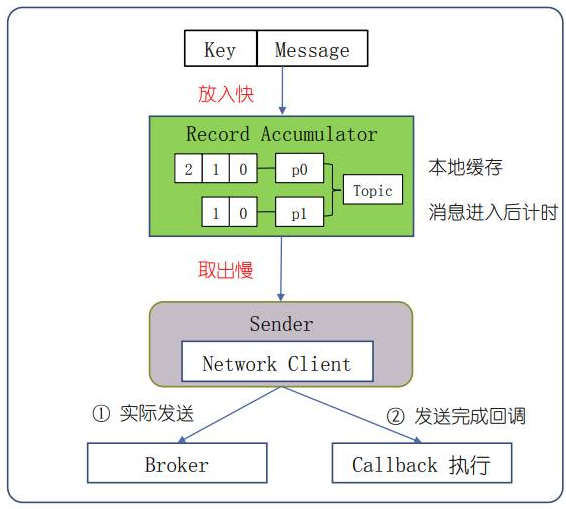 Key Message
放入快
Record Accumulator
2 1 0 p0
Topic
1 0 p1
本地缓存
消息进入后计时
取出慢
Sender
Network Client
① 实际发送
② 发送完成回调
Broker
Callback 执行